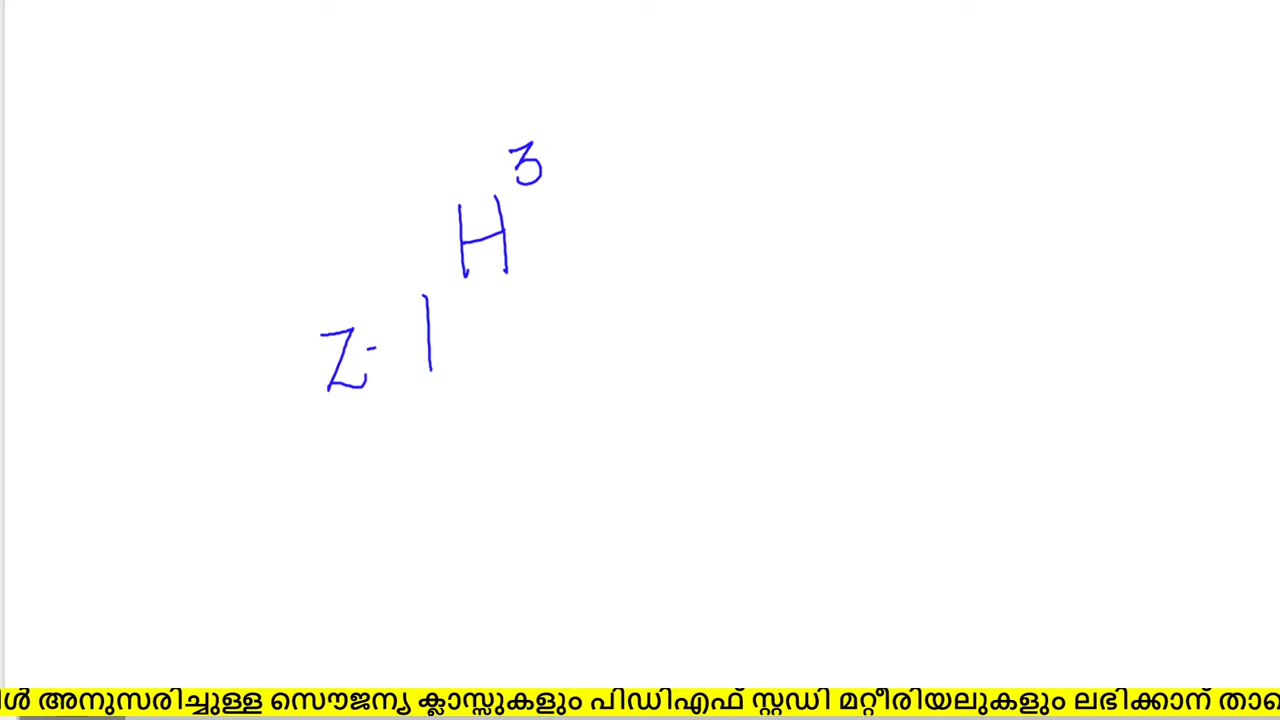 3
H
Z- 1
ൾ അനുസരിച്ചുള്ള സൌജന്യ ക്ലാസ്സുകളും പിഡിഎഫ് സ്റ്റഡി മറ്റീരിയലുകളും ലഭിക്കാന്